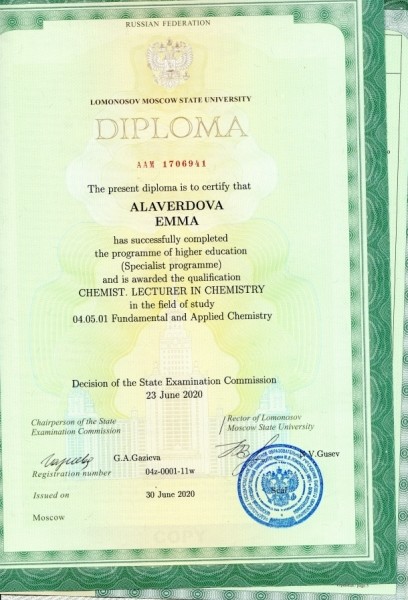 RUSSIAN FEDERATION
LOMONOSOV MOSCOW STATE UNIVERSITY
DIPLOMA
ААМ 1706941
The present diploma is to certify that
ALAVERDOVA
EMMA
has successfully completed
the programme of higher education
(Specialist programme)
and is awarded the qualification
CHEMIST. LECTURER IN CHEMISTRY
in the field of study
04.05.01 Fundamental and Applied Chemistry
Decision of the State Examination Commission
23 June 2020
Chairperson of the State
Examination Commission
Rector of Lomonosov
Moscow State University
G.A.Gazieva
N.V.Gusev
Registration number 04z-0001-11w
Seal
Issued on 30 June 2020
Moscow
COPY